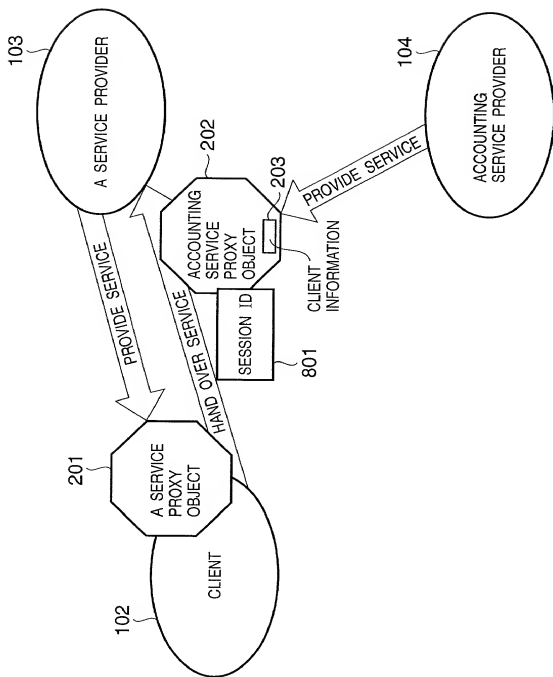 103
A SERVICE PROVIDER
104
ACCOUNTING
SERVICE PROVIDER
PROVIDE SERVICE
202
ACCOUNTING
SERVICE
PROXY
OBJECT
203
CLIENT
INFORMATION
PROVIDE SERVICE
HAND OVER SERVICE
SESSION ID
801
201
A SERVICE
PROXY
OBJECT
102
CLIENT